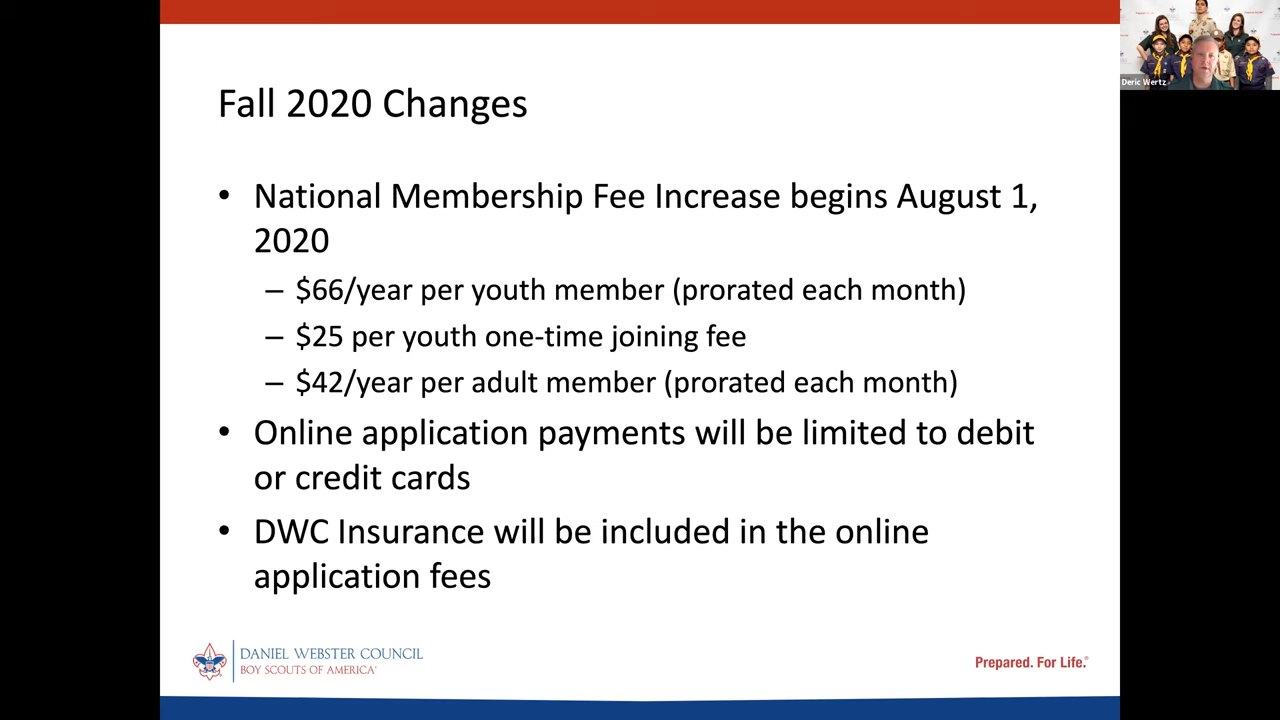 Fall 2020 Changes
• National Membership Fee Increase begins August 1,
2020
– $66/year per youth member (prorated each month)
– $25 per youth one-time joining fee
– $42/year per adult member (prorated each month)
• Online application payments will be limited to debit
or credit cards
• DWC Insurance will be included in the online
application fees
DANIEL WEBSTER COUNCIL
BOY SCOUTS OF AMERICA®
Prepared. For Life.®
Deric Wertz